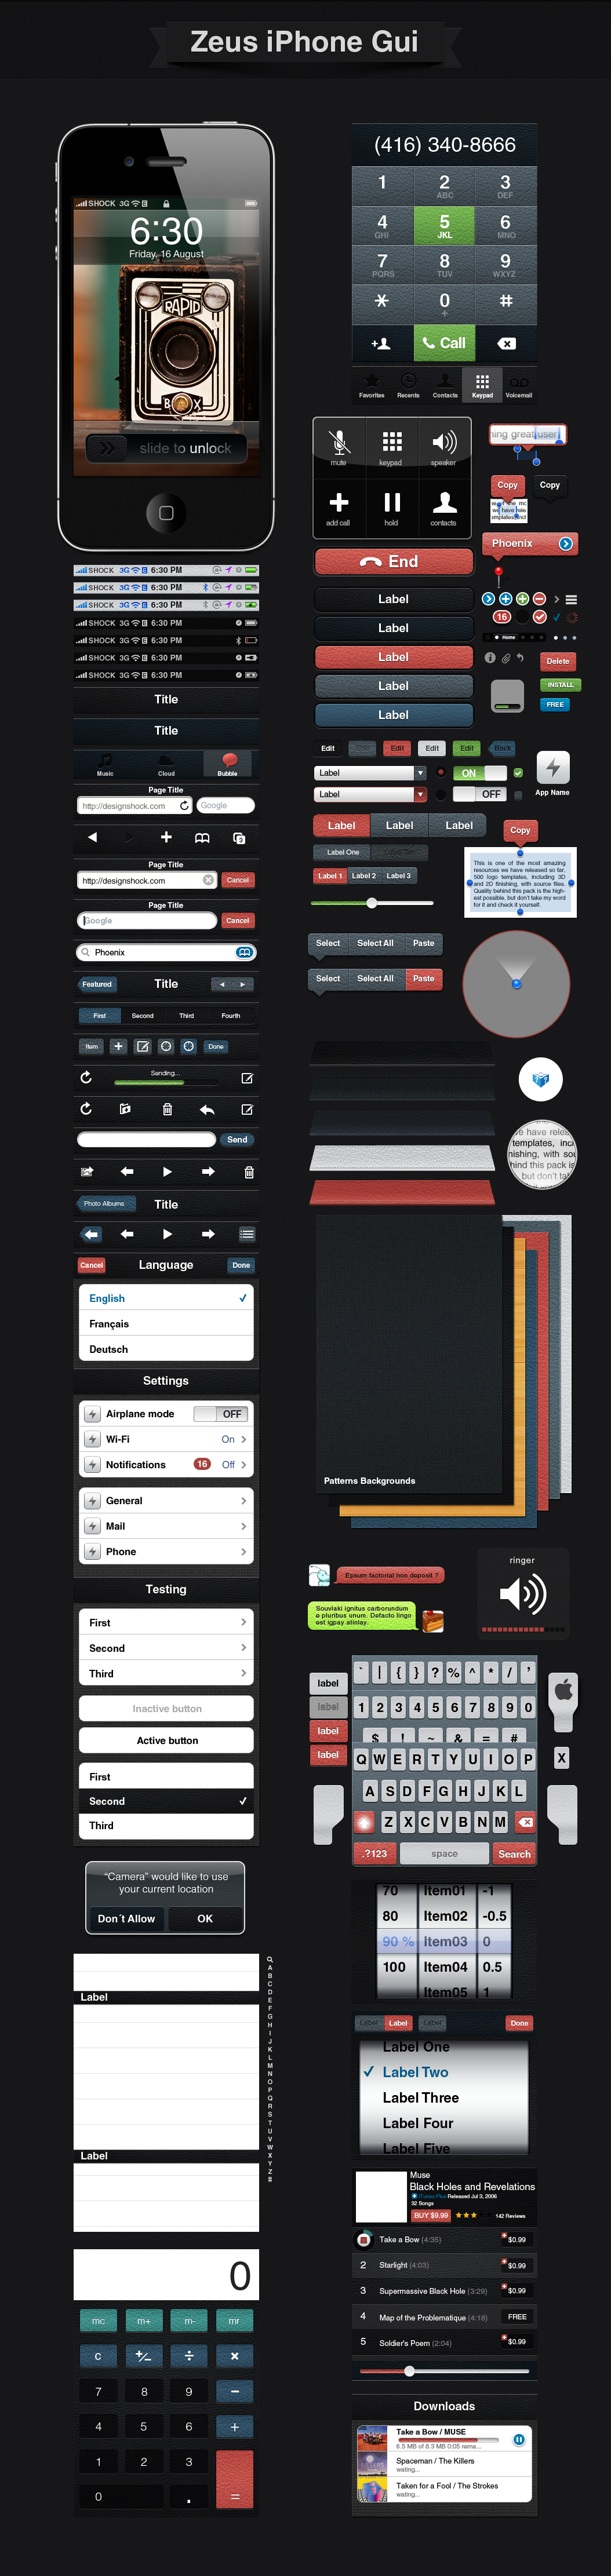 Zeus iPhone Gui
SHOCK 3G
6:30
Friday, 16 August
RAPID
BOX
slide to unlock
SHOCK 3G 6:30 PM
SHOCK 3G 6:30 PM
SHOCK 3G 6:30 PM
SHOCK 3G 6:30 PM
SHOCK 3G 6:30 PM
SHOCK 3G 6:30 PM
SHOCK 3G 6:30 PM
Title
Title
Music Cloud Bubble
Page Title
http://designshock.com Google
3
Page Title
http://designshock.com Cancel
Page Title
Google Cancel
Phoenix
Featured Title
First Second Third Fourth
Item Done
Sending...
Send
Photo Albums Title
Cancel Language Done
English
Français
Deutsch
Settings
Airplane mode OFF
Wi-Fi On
Notifications 16 Off
General
Mail
Phone
Testing
First
Second
Third
Inactive button
Active button
First
Second
Third
"Camera" would like to use
your current location
Don´t Allow OK
Label
Label
A
B
C
D
E
F
G
H
I
J
K
L
M
N
O
P
Q
R
S
T
U
V
W
X
Y
Z
#
0
mc m+ m- mr
c +/- ÷ ×
7 8 9 −
4 5 6 +
1 2 3
0 . =
(416) 340-8666
1 2 3
ABC DEF
4 5 6
GHI JKL MNO
7 8 9
PQRS TUV WXYZ
* 0 #
+
+ Call
Favorites Recents Contacts Keypad Voicemail
mute keypad speaker
add call hold contacts
End
Label
Label
Label
Label
Label
ning great user
Copy Copy
Phoenix
16
Home
Delete
INSTALL
FREE
Edit Edit Edit Edit Back
Label ON
Label OFF
App Name
Label Label Label
Label One
Label 1 Label 2 Label 3
Copy
This is one of the most amazing
resources we have released so far,
500 logo templates, including 3D
and 2D finishing, with source files.
Quality behind this pack is the high-
est possible, but don't take my word
for it and check it yourself.
Select Select All Paste
Select Select All Paste
e have relea
templates, incl
nishing, with sou
hind this pack is
but don't tak
Patterns Backgrounds
Epsum factorial non deposit ?
Souvlaki ignitus carborundum
e pluribus unum. Defacto lingo
est igpay atinlay.
ringer
label
label
label
label
` | { } ? % ^ * / '
1 2 3 4 5 6 7 8 9 0
$ ! ~ & = #
Q W E R T Y U I O P
A S D F G H J K L
Z X C V B N M
.?123 space Search
X
70 Item01 -1
80 Item02 -0.5
90 % Item03 0
100 Item04 0.5
Item05 1
Label Label Label Done
Label One
Label Two
Label Three
Label Four
Label Five
Muse
Black Holes and Revelations
iTunes Plus Released Jul 3, 2006
32 Songs
BUY $9.99 142 Reviews
Take a Bow (4:35) $0.99
2 Starlight (4:03) $0.99
3 Supermassive Black Hole (3:29) $0.99
4 Map of the Problematique (4:18) FREE
5 Soldier's Poem (2:04) $0.99
Downloads
Take a Bow / MUSE
6.5 MB of 8.3 MB 0:05 rema...
Spaceman / The Killers
wating...
Taken for a Fool / The Strokes
wating...